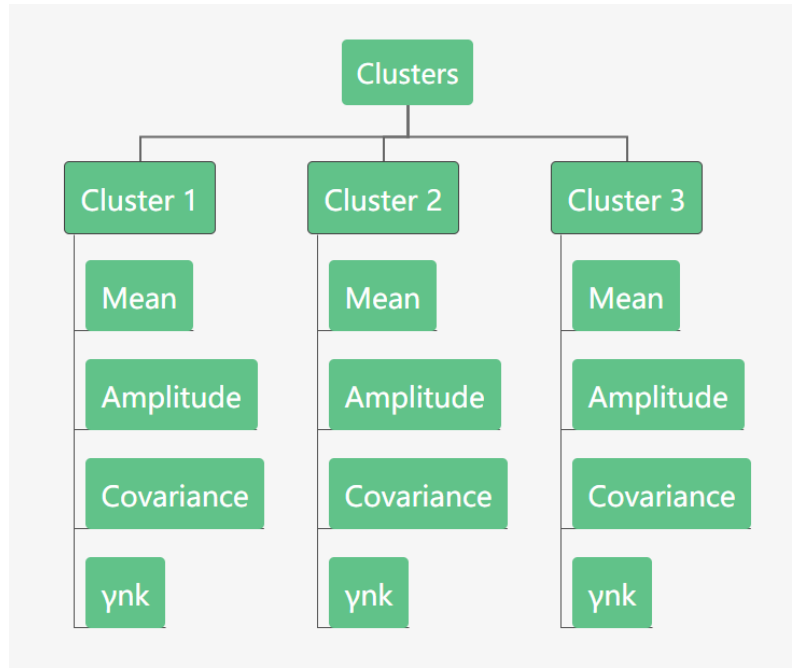 Clusters
Cluster 1
Cluster 2
Cluster 3
Mean
Mean
Mean
Amplitude
Amplitude
Amplitude
Covariance
Covariance
Covariance
γnk
γnk
γnk